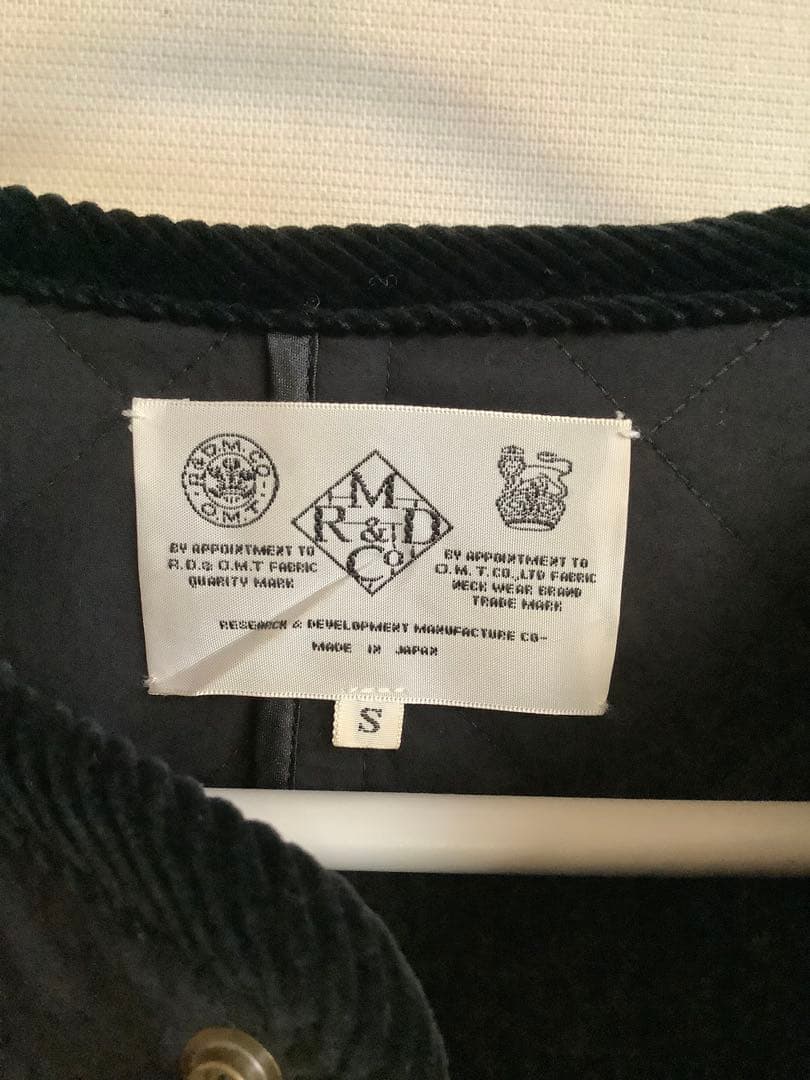 R.&D.M.CO.
O.M.T.
M
R & D
Co
BY APPOINTMENT TO
R.D.& O.M.T FABRIC
QUARITY MARK
BY APPOINTMENT TO
O.M.T.CO.,LTD FABRIC
NECK WEAR BRAND
TRADE MARK
RESEARCH & DEVELOPMENT MANUFACTURE CO-
MADE IN JAPAN
S